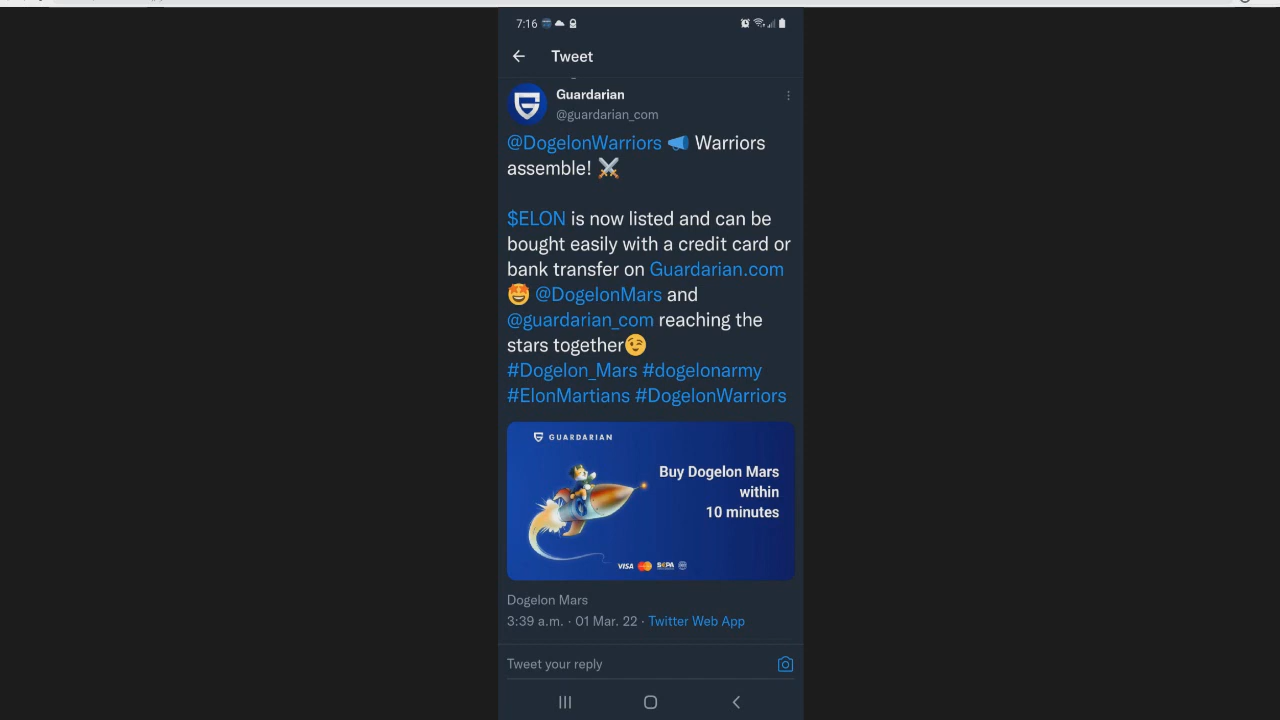 7:16
Tweet
Guardarian
@guardarian_com
@DogelonWarriors 📣 Warriors
assemble! ⚔️
$ELON is now listed and can be
bought easily with a credit card or
bank transfer on Guardarian.com
🤩 @DogelonMars and
@guardarian_com reaching the
stars together😉
#Dogelon_Mars #dogelonarmy
#ElonMartians #DogelonWarriors
GUARDARIAN
Buy Dogelon Mars
within
10 minutes
VISA SEPA
Dogelon Mars
3:39 a.m. · 01 Mar. 22 · Twitter Web App
Tweet your reply